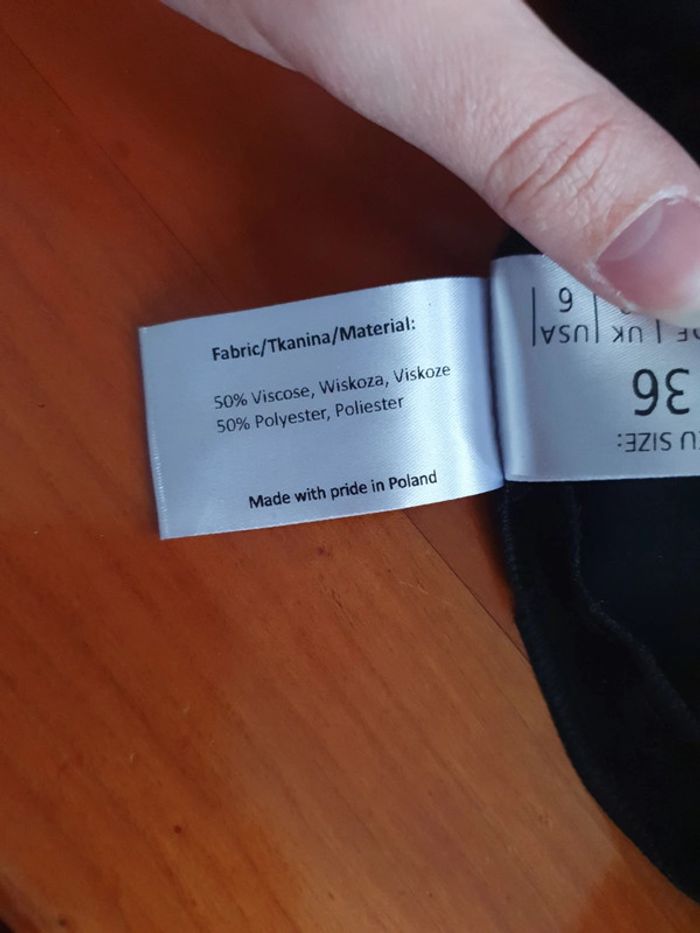 Fabric/Tkanina/Material:
50% Viscose, Wiskoza, Viskoze
50% Polyester, Poliester
Made with pride in Poland
EU SIZE:
36
DE | UK | USA |
6